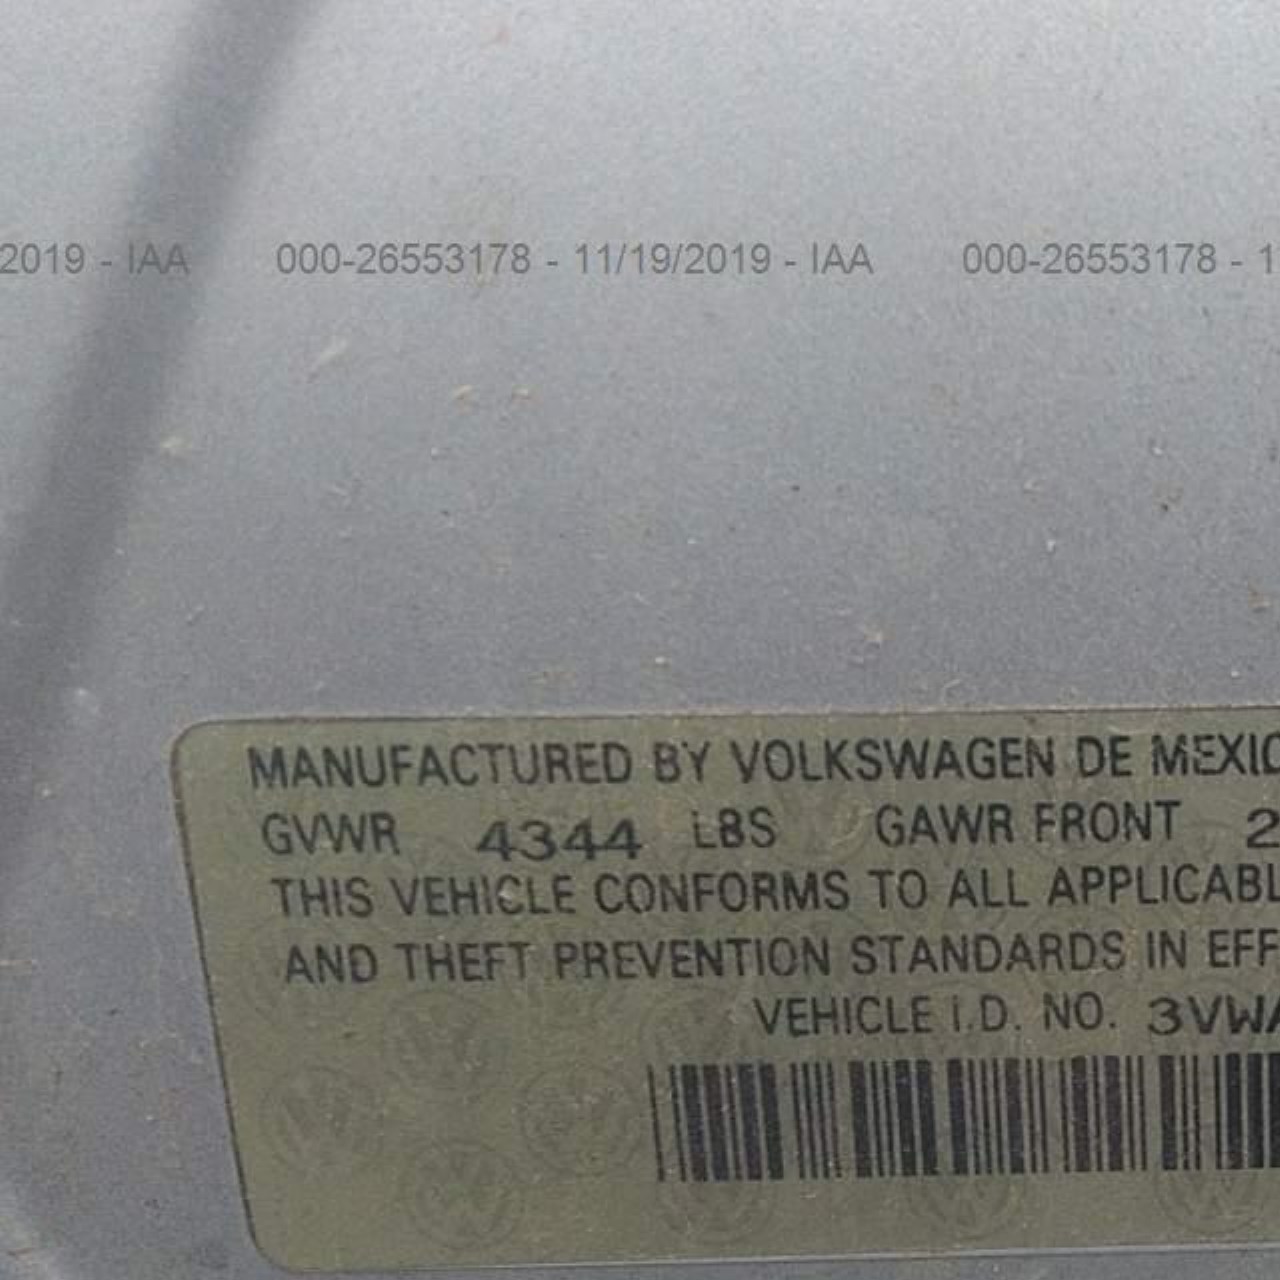 2019 - IAA 000-26553178 - 11/19/2019 - IAA 000-26553178 - 1
MANUFACTURED BY VOLKSWAGEN DE MEXIC
GVWR 4344 LBS GAWR FRONT 2
THIS VEHICLE CONFORMS TO ALL APPLICABL
AND THEFT PREVENTION STANDARDS IN EFF
VEHICLE I.D. NO. 3VWA